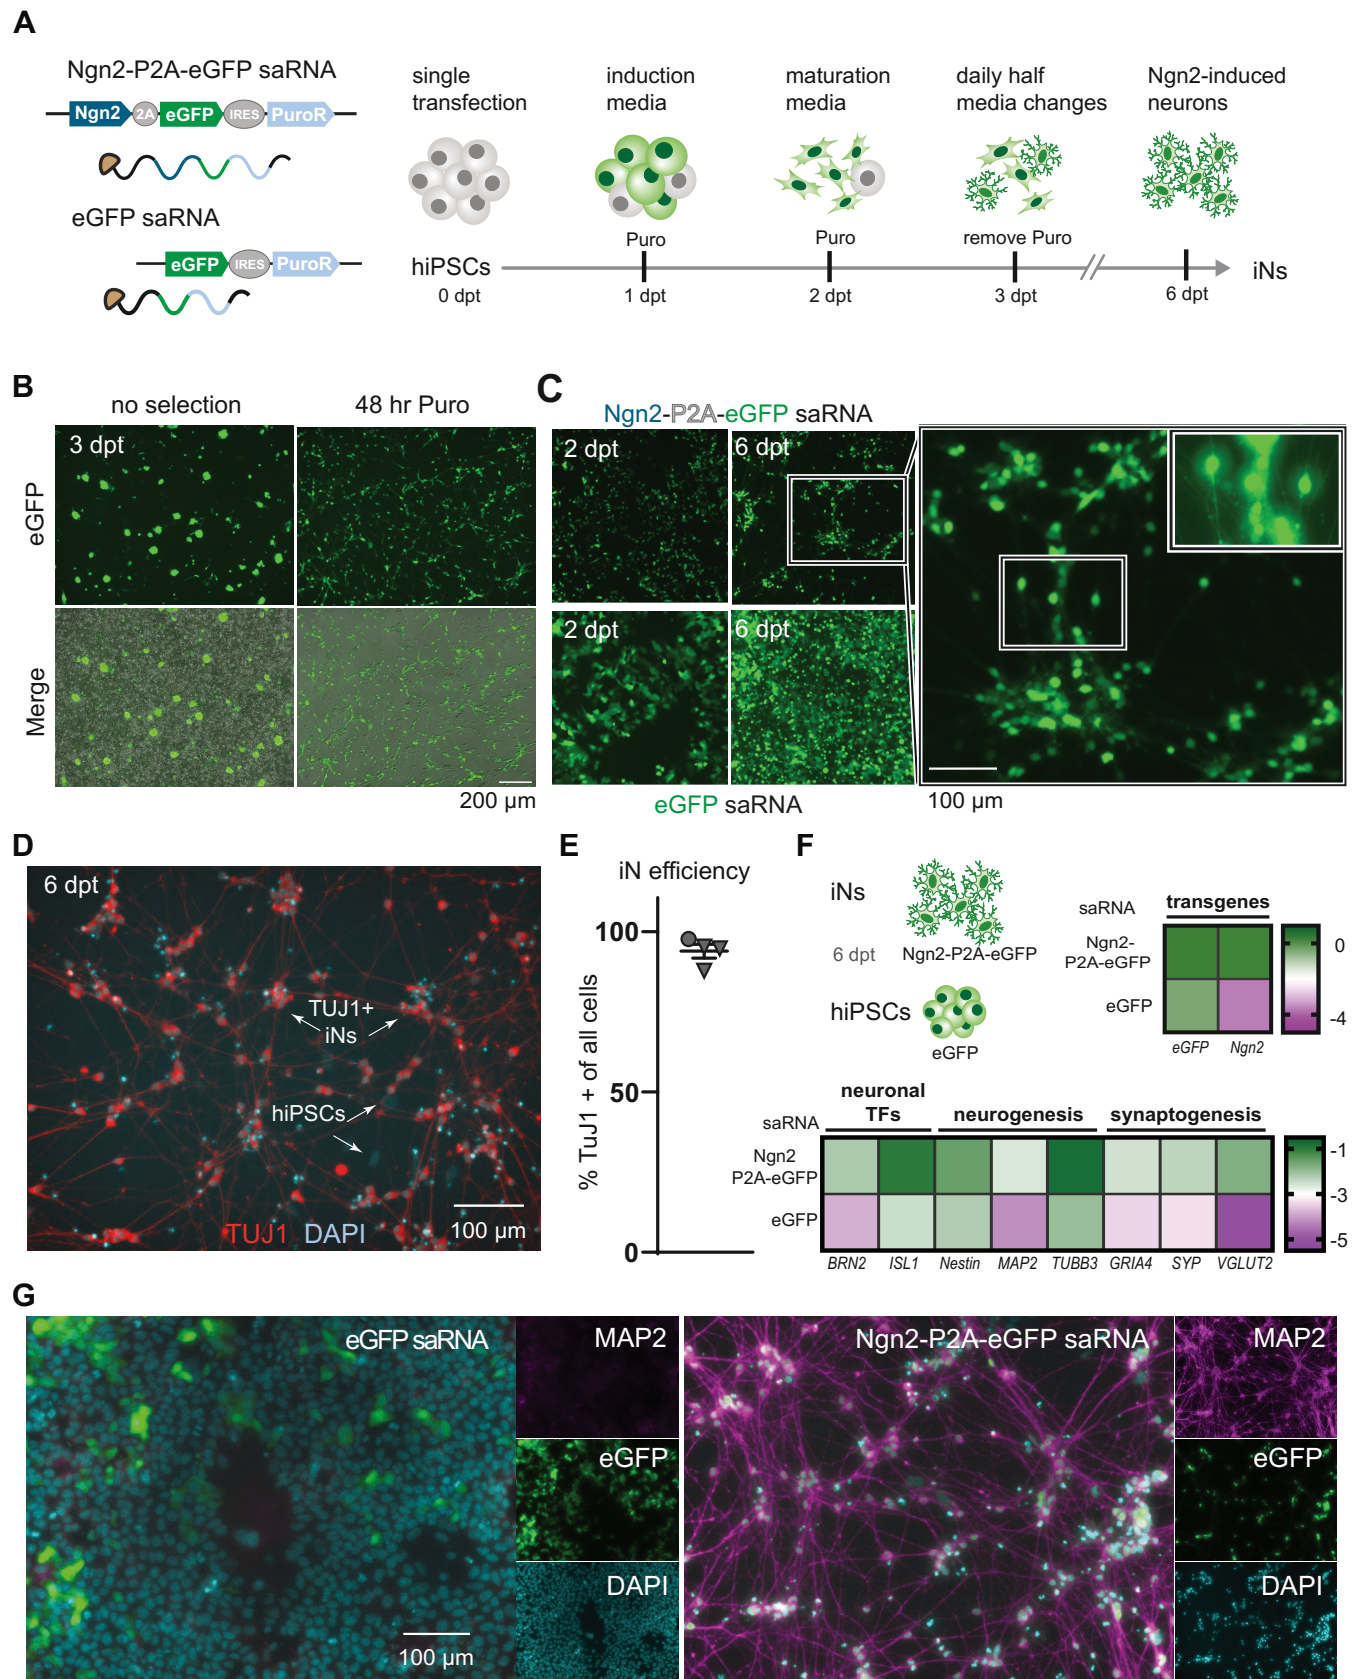 A
Ngn2-P2A-eGFP saRNA
Ngn2 2A eGFP IRES PuroR
eGFP saRNA
eGFP IRES PuroR
single
transfection
induction
media
maturation
media
daily half
media changes
Ngn2-induced
neurons
Puro
Puro
remove Puro
hiPSCs
iNs
0 dpt
1 dpt
2 dpt
3 dpt
6 dpt
B
no selection
48 hr Puro
3 dpt
eGFP
Merge
200 µm
C
Ngn2-P2A-eGFP saRNA
2 dpt
6 dpt
2 dpt
6 dpt
eGFP saRNA
100 µm
D
6 dpt
TUJ1+
iNs
hiPSCs
TUJ1 DAPI
100 µm
E
iN efficiency
% TuJ1 + of all cells
100
50
0
F
iNs
6 dpt
Ngn2-P2A-eGFP
hiPSCs
eGFP
saRNA
transgenes
Ngn2-
P2A-eGFP
eGFP
eGFP Ngn2
0
-4
saRNA
neuronal
TFs
neurogenesis
synaptogenesis
Ngn2
P2A-eGFP
eGFP
BRN2 ISL1 Nestin MAP2 TUBB3 GRIA4 SYP VGLUT2
-1
-3
-5
G
eGFP saRNA
MAP2
eGFP
DAPI
100 µm
Ngn2-P2A-eGFP saRNA
MAP2
eGFP
DAPI